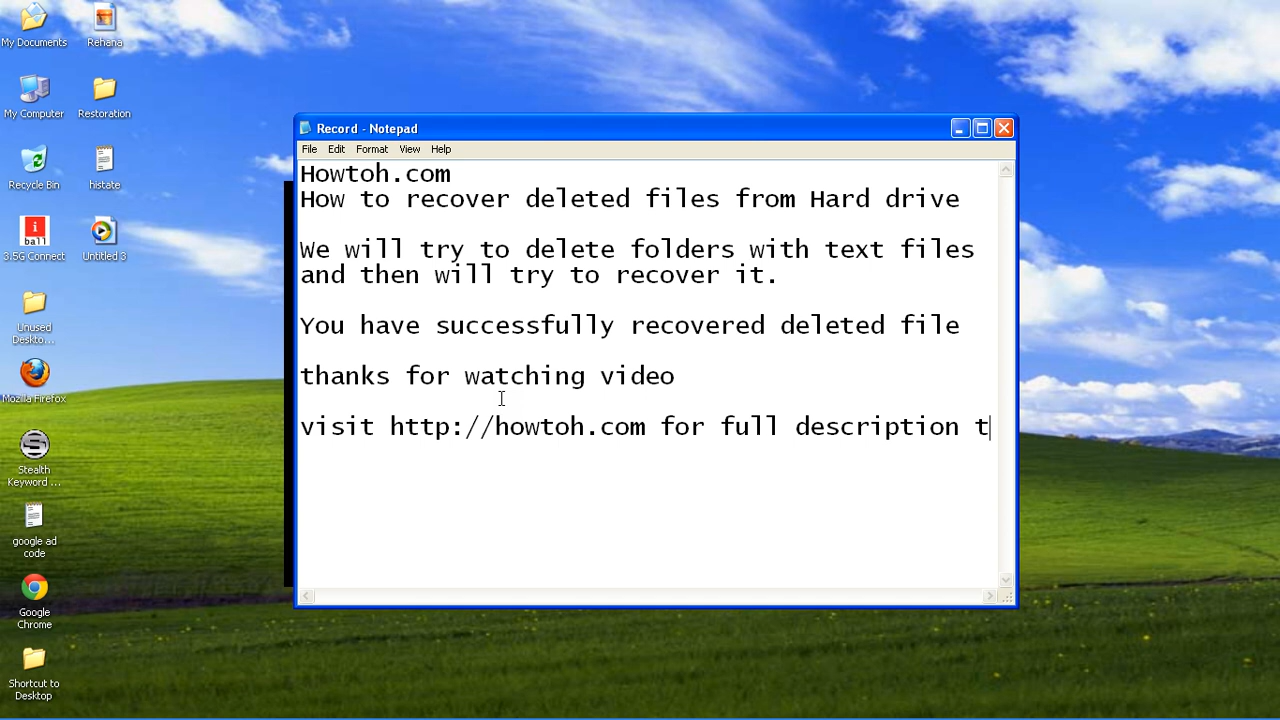 My Documents
Rehana
My Computer
Restoration
Recycle Bin
histate
i
ball
3.5G Connect
Untitled 3
Unused
Deskto...
Mozilla Firefox
Stealth
Keyword ...
google ad
code
Google
Chrome
Shortcut to
Desktop
Record - Notepad
File Edit Format View Help
Howtoh.com
How to recover deleted files from Hard drive
We will try to delete folders with text files
and then will try to recover it.
You have successfully recovered deleted file
thanks for watching video
visit http://howtoh.com for full description t